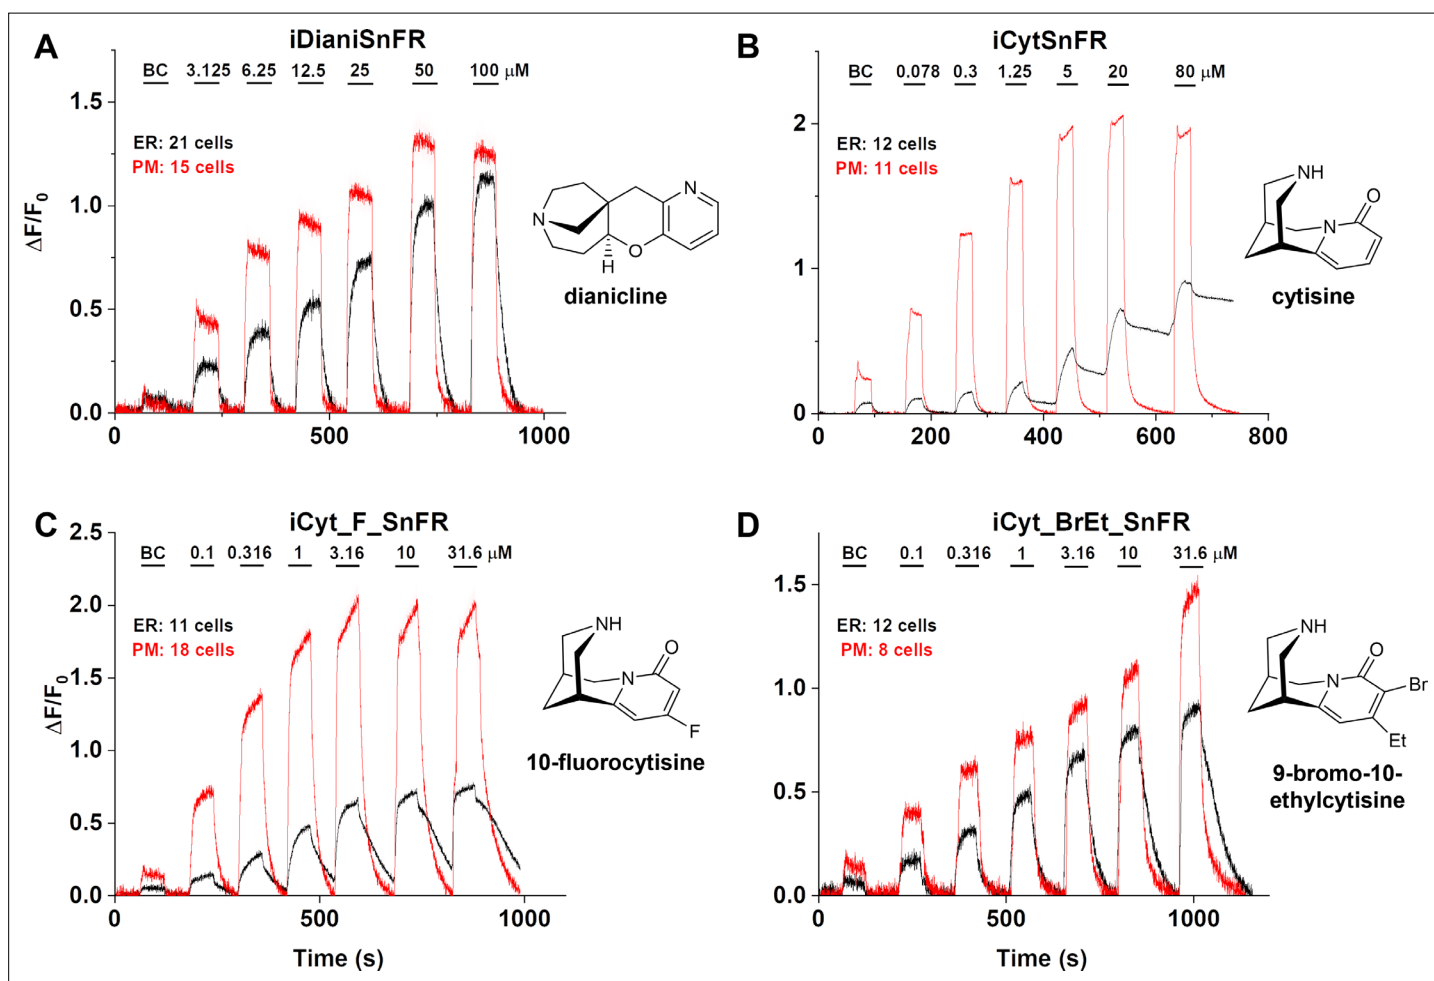 A
iDianiSnFR
BC 3.125 6.25 12.5 25 50 100 μM
ER: 21 cells
PM: 15 cells
ΔF/F0
1.5
1.0
0.5
0.0
0 500 1000
N
N
O
H
dianicline
B
iCytSnFR
BC 0.078 0.3 1.25 5 20 80 μM
ER: 12 cells
PM: 11 cells
2
1
0
0 200 400 600 800
NH
O
N
cytisine
C
iCyt_F_SnFR
BC 0.1 0.316 1 3.16 10 31.6 μM
ER: 11 cells
PM: 18 cells
ΔF/F0
2.5
2.0
1.5
1.0
0.5
0.0
0 500 1000
Time (s)
NH
O
N
F
10-fluorocytisine
D
iCyt_BrEt_SnFR
BC 0.1 0.316 1 3.16 10 31.6 μM
ER: 12 cells
PM: 8 cells
1.5
1.0
0.5
0.0
0 500 1000
Time (s)
NH
O
N
Br
Et
9-bromo-10-
ethylcytisine